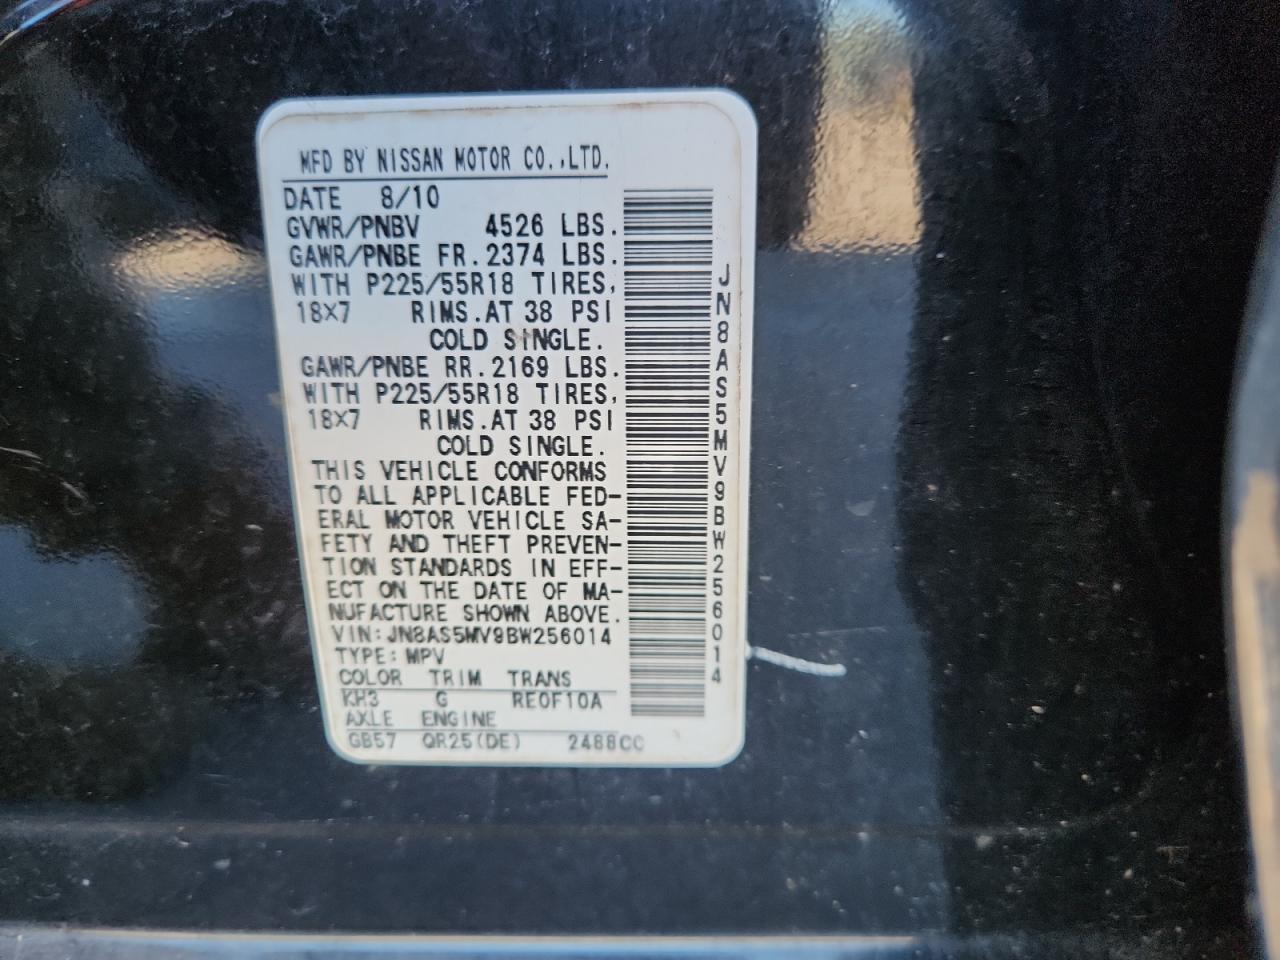 MFD BY NISSAN MOTOR CO.,LTD.
DATE 8/10
GVWR/PNBV 4526 LBS.
GAWR/PNBE FR.2374 LBS.
WITH P225/55R18 TIRES,
18×7 RIMS.AT 38 PSI
COLD SINGLE.
GAWR/PNBE RR.2169 LBS.
WITH P225/55R18 TIRES,
18×7 RIMS.AT 38 PSI
COLD SINGLE.
THIS VEHICLE CONFORMS
TO ALL APPLICABLE FED-
ERAL MOTOR VEHICLE SA-
FETY AND THEFT PREVEN-
TION STANDARDS IN EFF-
ECT ON THE DATE OF MA-
NUFACTURE SHOWN ABOVE.
VIN:JN8AS5MV9BW256014
TYPE:MPV
COLOR TRIM TRANS
KH3 G RE0F10A
AXLE ENGINE
GB57 QR25(DE) 2488CC
JN8AS5MV9BW256014